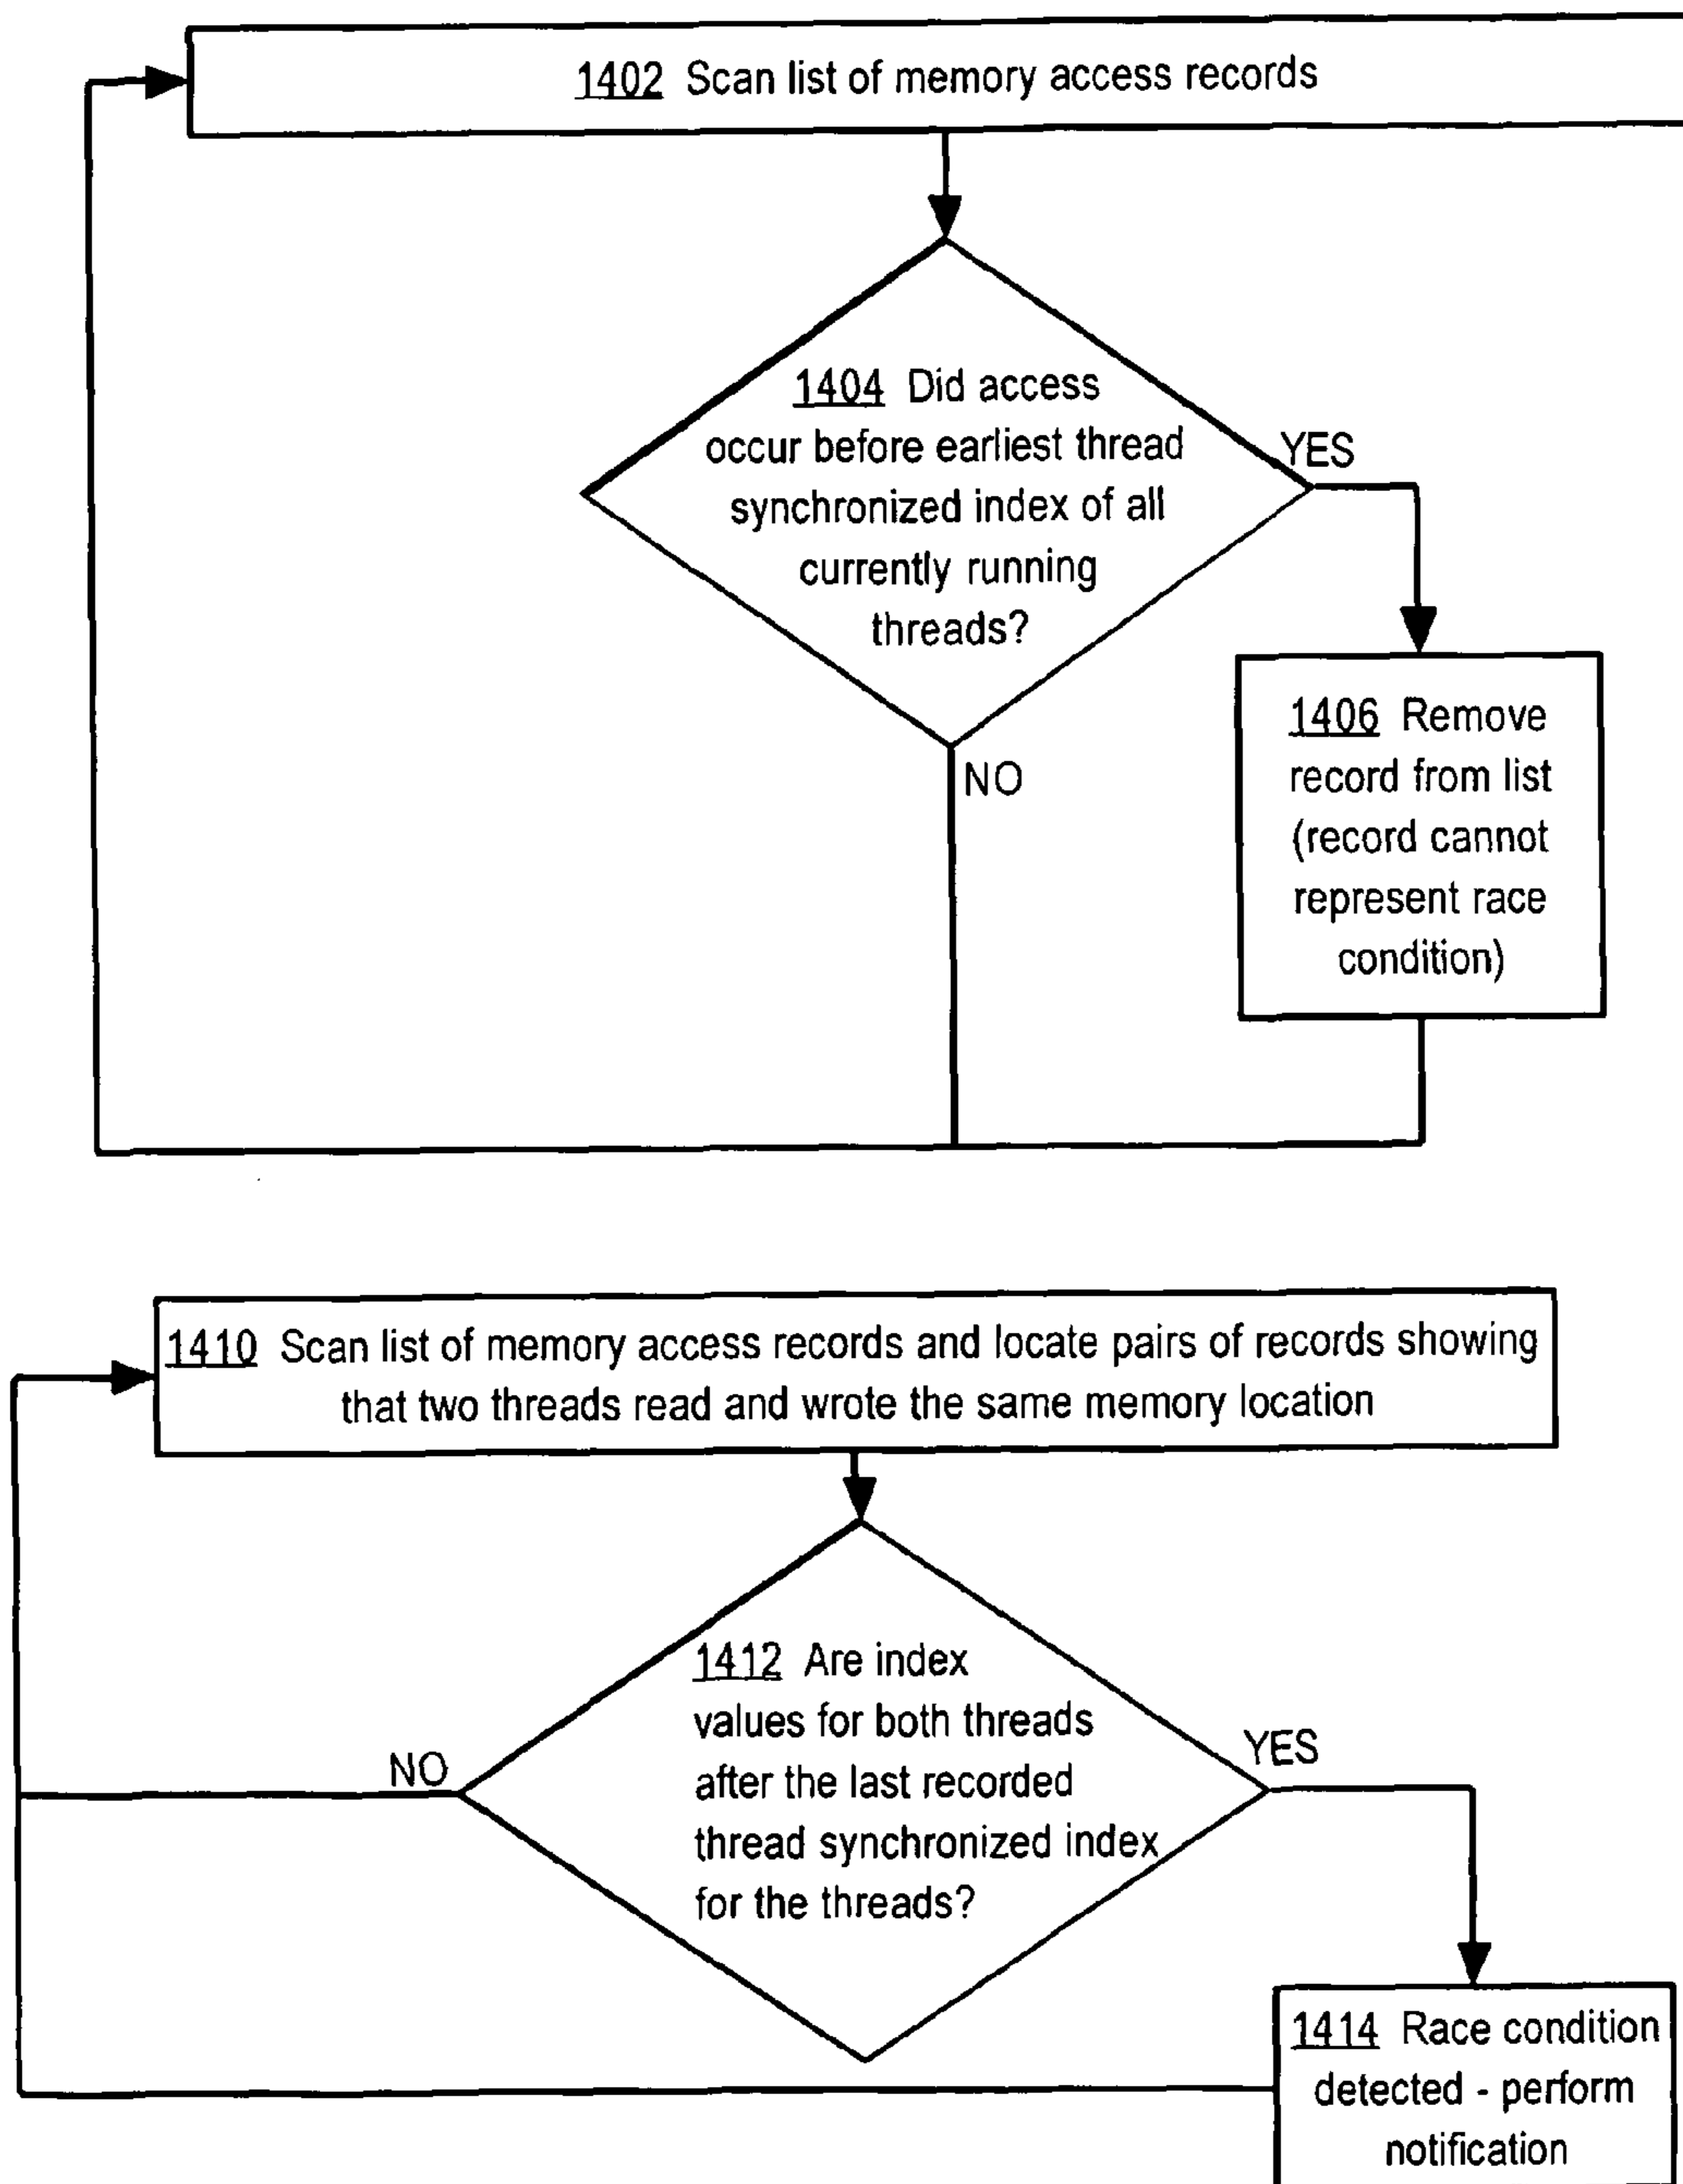 1402 Scan list of memory access records
1404 Did access
occur before earliest thread
synchronized index of all
currently running
threads?
YES
NO
1406 Remove
record from list
(record cannot
represent race
condition)
1410 Scan list of memory access records and locate pairs of records showing
that two threads read and wrote the same memory location
1412 Are index
values for both threads
after the last recorded
thread synchronized index
for the threads?
NO
YES
1414 Race condition
detected - perform
notification